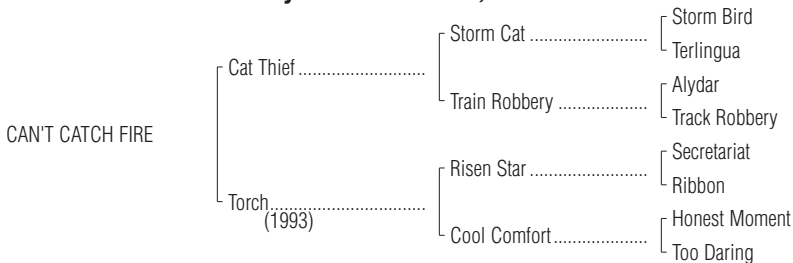 Storm Bird
Storm Cat ..........................
Terlingua
Cat Thief ...........................
Alydar
Train Robbery ...................
Track Robbery
CAN'T CATCH FIRE
Secretariat
Risen Star .........................
Ribbon
Torch.................................
(1993)
Honest Moment
Cool Comfort.....................
Too Daring